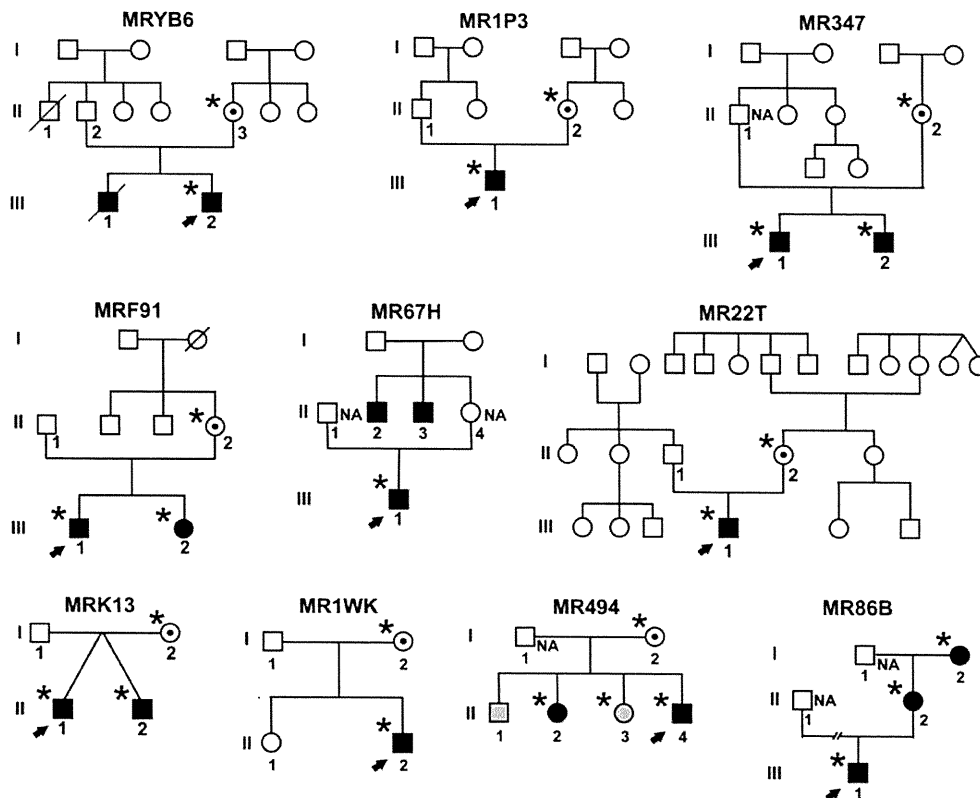 MRYB6 MR1P3 MR347
I I I
* * *
II 1 2 3 II 1 2 II 1 NA 2
* * * *
III 1 2 III 1 III 1 2
MRF91 MR67H MR22T
I I I
* *
II 1 2 II 1 NA 2 3 4 NA II 1 2
* * * *
III 1 2 III 1 III 1
MRK13 MR1WK MR494 MR86B
* * * *
I 1 2 I 1 2 I 1 NA 2 I 1 NA 2
* * * * * * *
II 1 2 II 1 2 II 1 2 3 4 II 1 NA 2
*
III 1